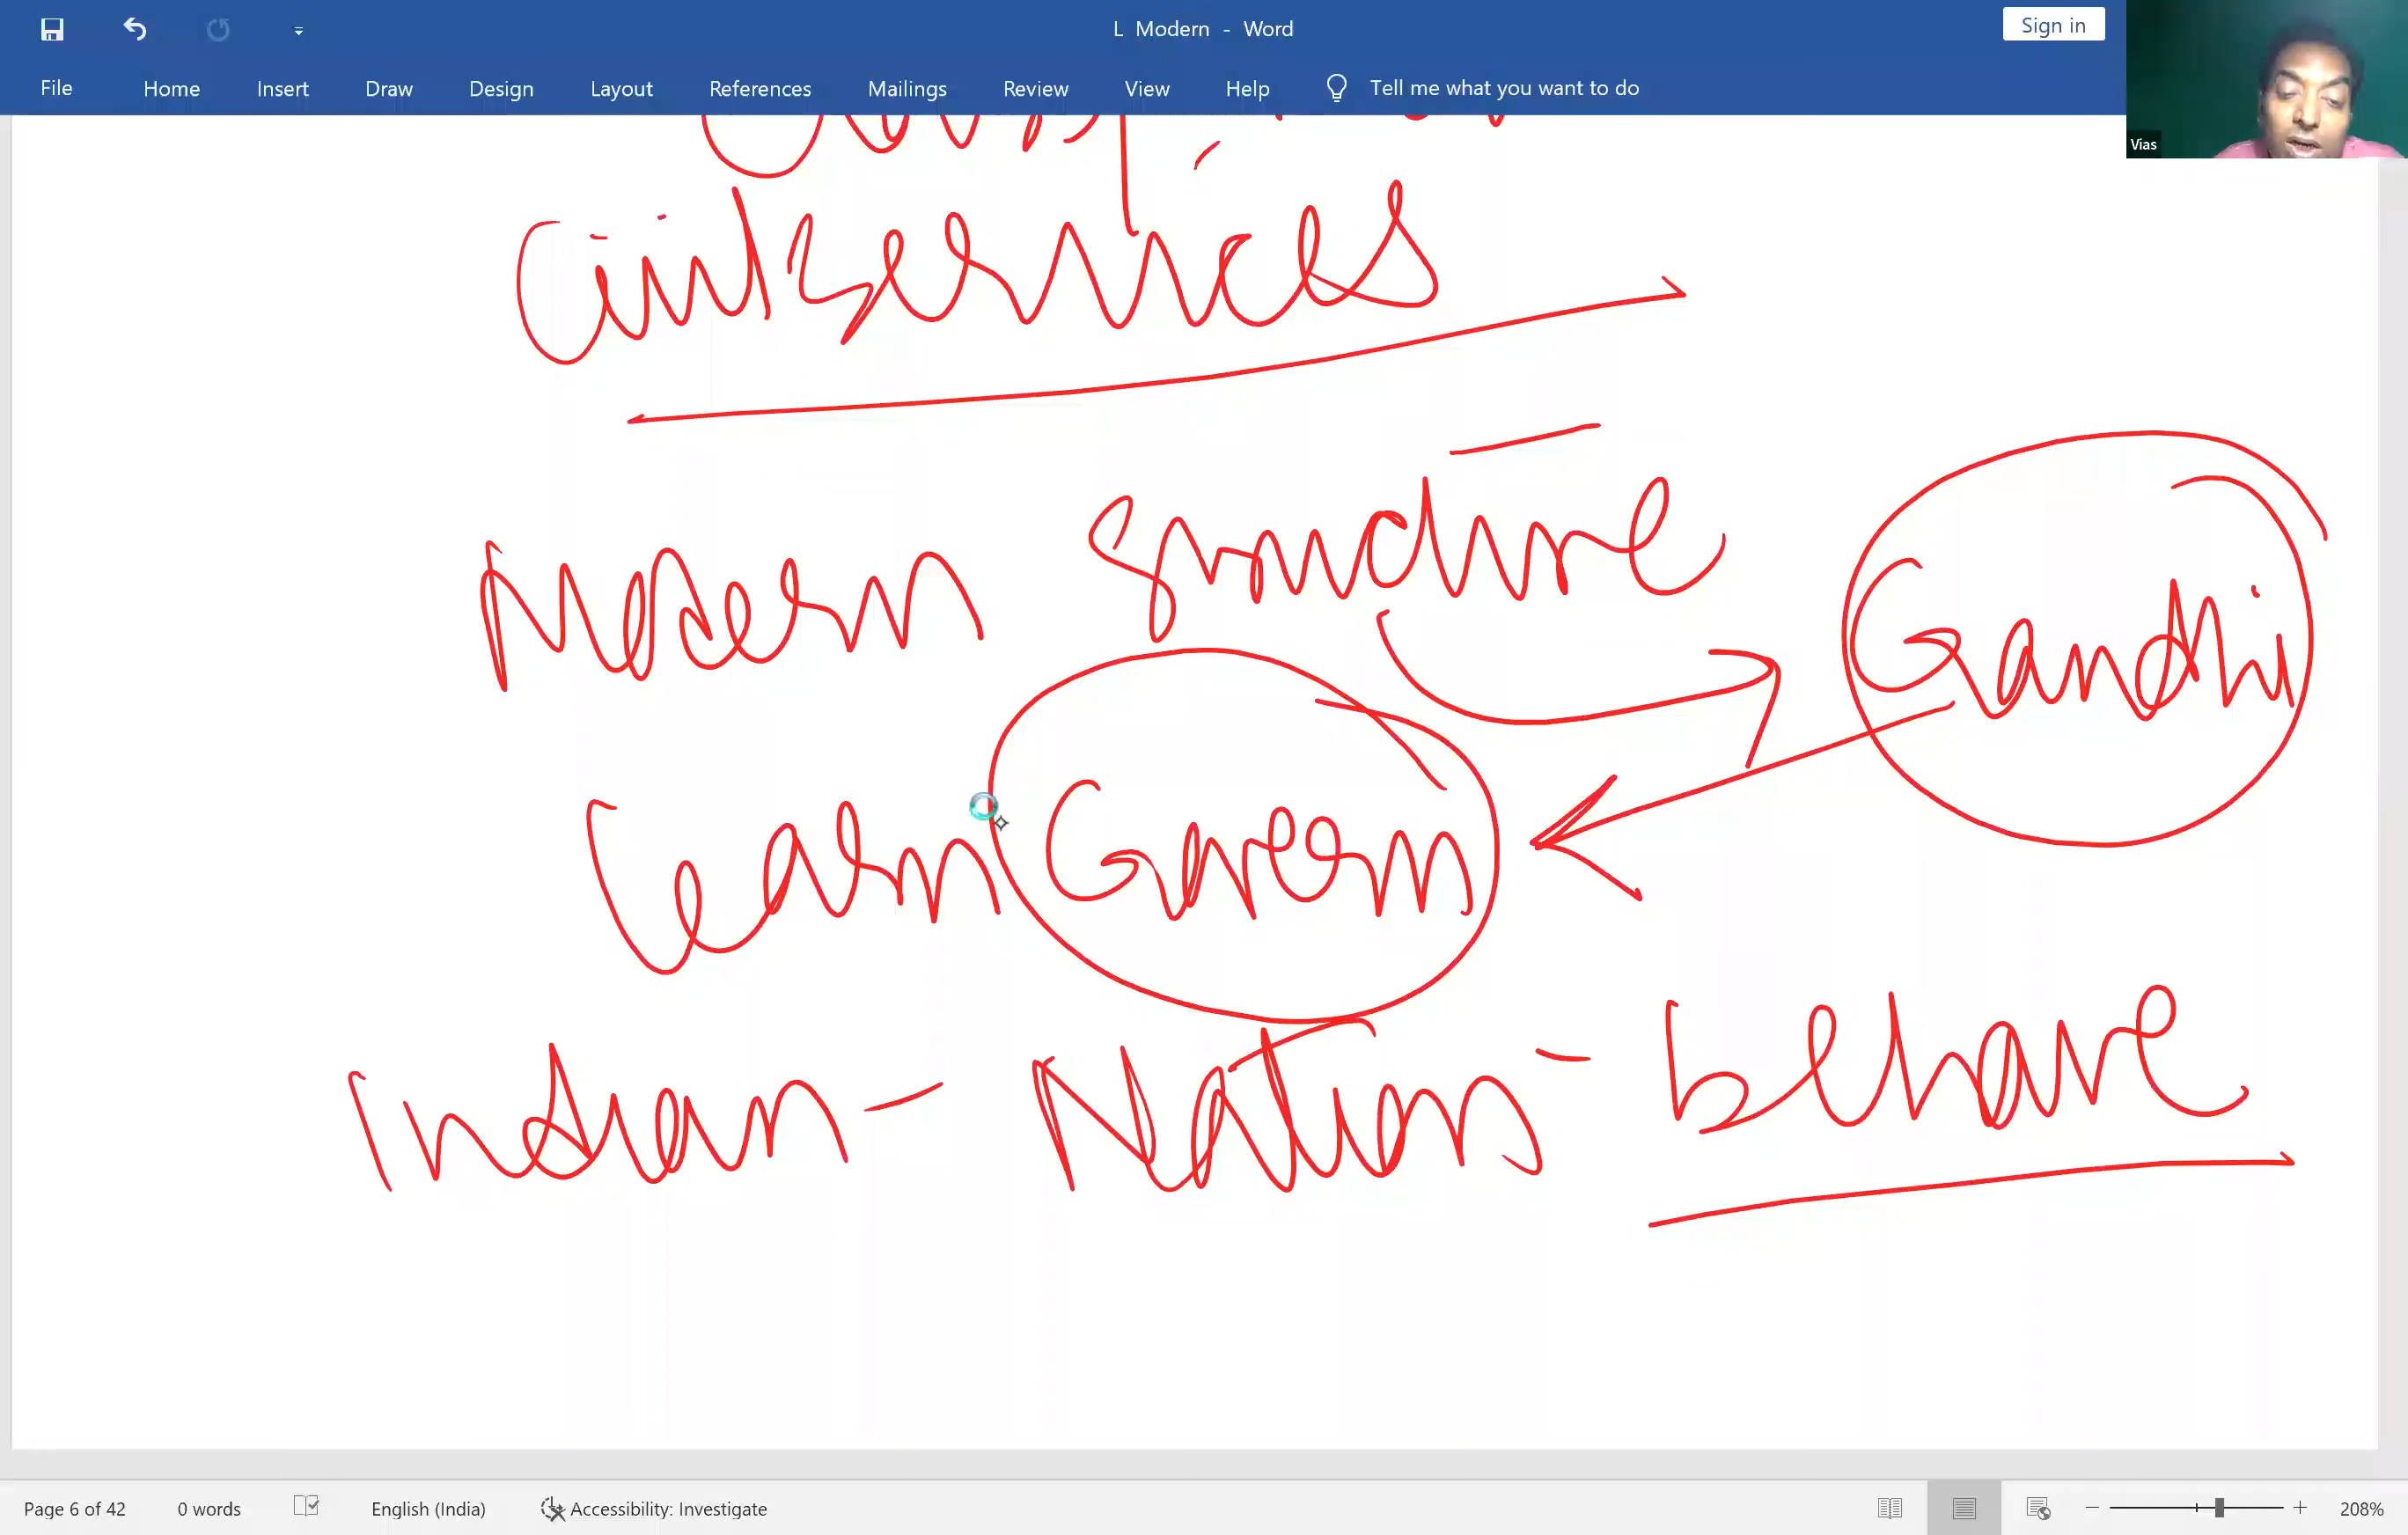 L Modern - Word
Sign in
File Home Insert Draw Design Layout References Mailings Review View Help Tell me what you want to do
Vias
Civil Services
Modern Structure
Gandhi
Learn Govern
Indian - Nation - behave
Page 6 of 42 0 words English (India) Accessibility: Investigate 208%